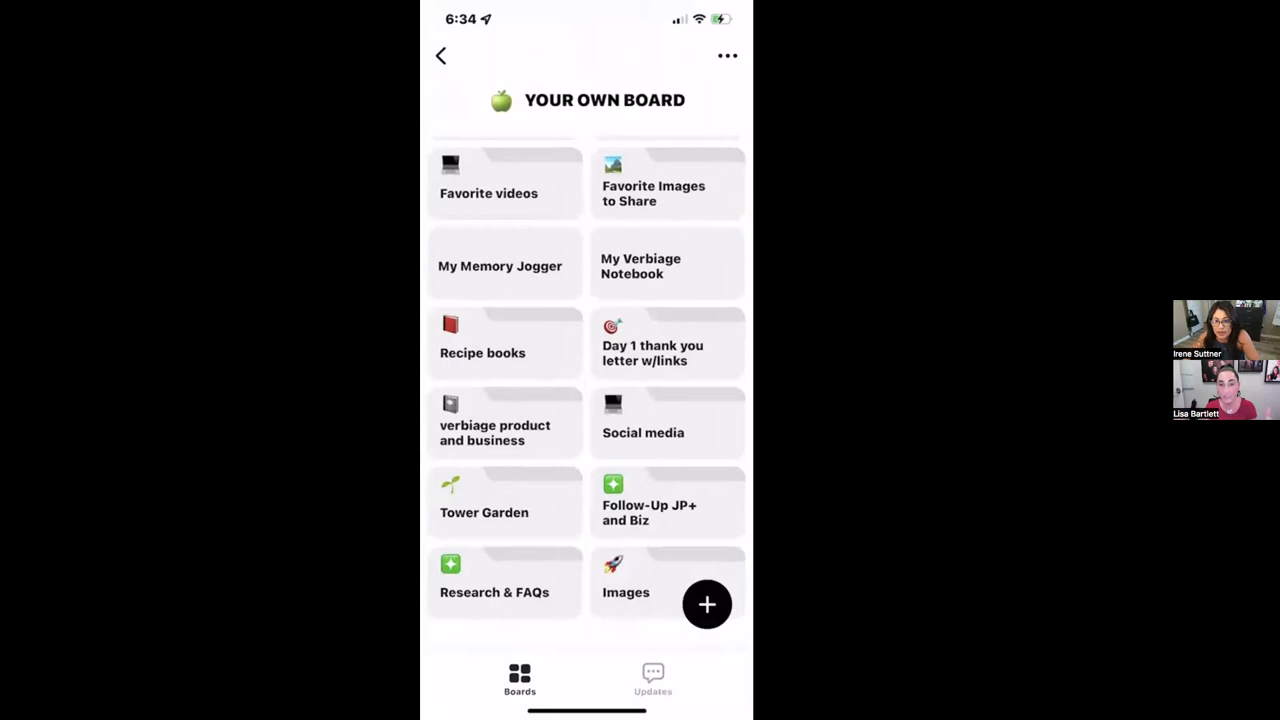 6:34
YOUR OWN BOARD
Favorite videos
Favorite Images
to Share
My Memory Jogger
My Verbiage
Notebook
Recipe books
Day 1 thank you
letter w/links
verbiage product
and business
Social media
Tower Garden
Follow-Up JP+
and Biz
Research & FAQs
Images
Boards
Updates
Irene Suttner
Lisa Bartlett